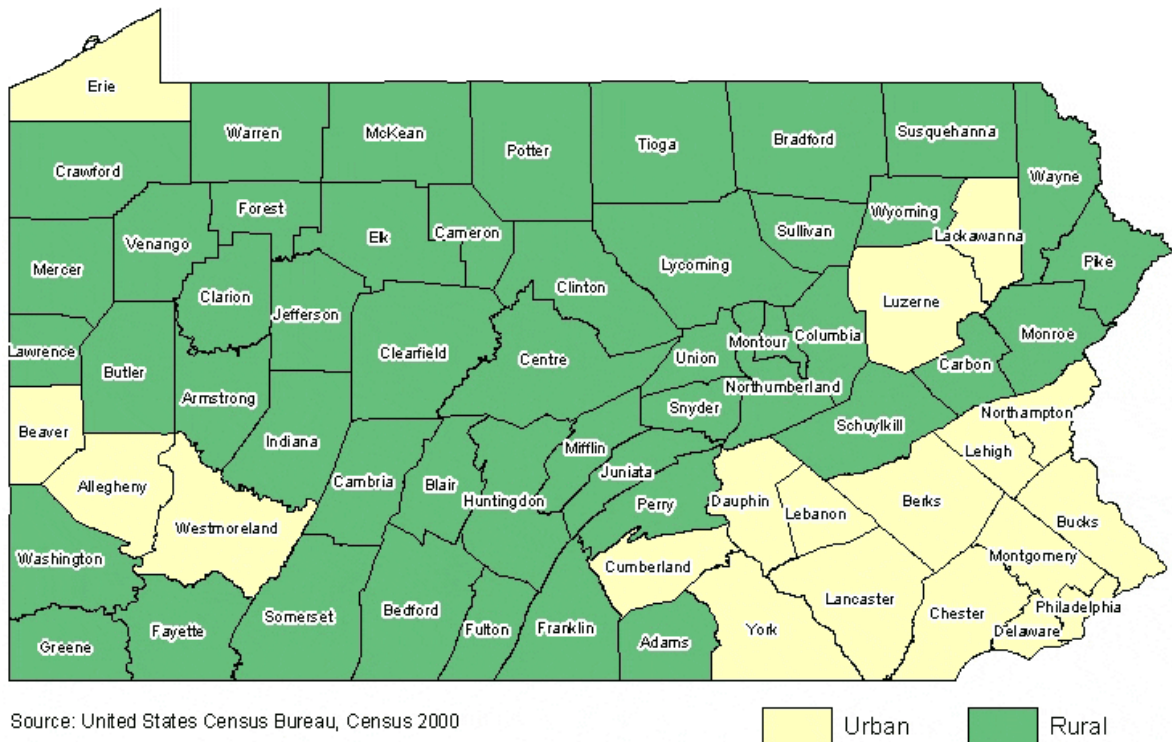 Erie
Warren
McKean
Potter
Tioga
Bradford
Susquehanna
Wayne
Crawford
Forest
Elk
Cameron
Venango
Mercer
Clarion
Jefferson
Clinton
Lycoming
Sullivan
Wyoming
Lackawanna
Pike
Luzerne
Lawrence
Butler
Armstrong
Clearfield
Centre
Union
Montour
Columbia
Carbon
Monroe
Northumberland
Snyder
Schuylkill
Northampton
Lehigh
Beaver
Allegheny
Westmoreland
Indiana
Cambria
Blair
Huntingdon
Mifflin
Juniata
Perry
Dauphin
Lebanon
Berks
Bucks
Montgomery
Washington
Greene
Fayette
Somerset
Bedford
Fulton
Franklin
Cumberland
Adams
York
Lancaster
Chester
Delaware
Philadelphia
Source: United States Census Bureau, Census 2000
Urban
Rural